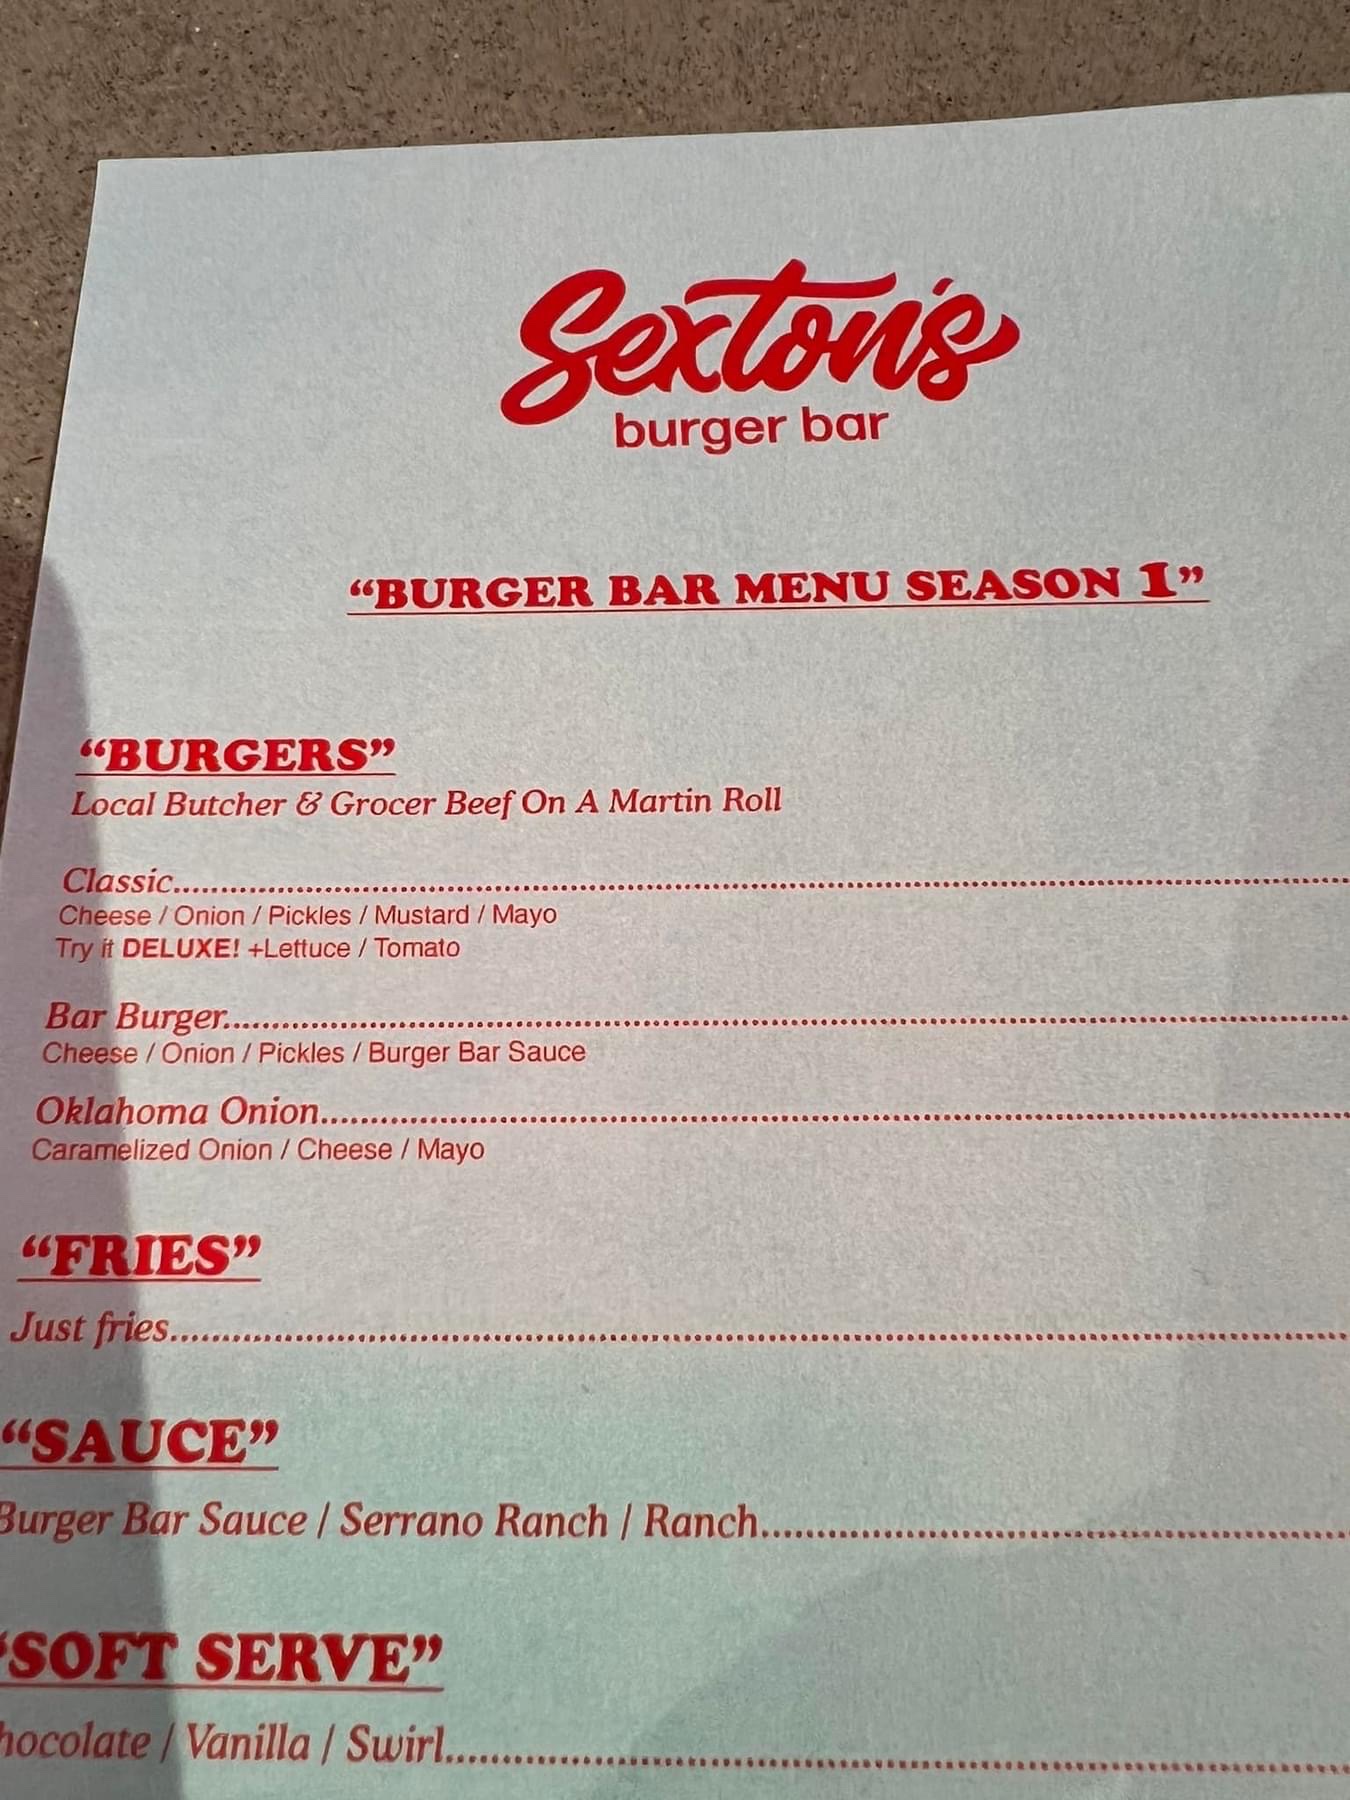 Sexton's
burger bar
“BURGER BAR MENU SEASON 1”
“BURGERS”
Local Butcher & Grocer Beef On A Martin Roll
Classic
Cheese / Onion / Pickles / Mustard / Mayo
Try it DELUXE! +Lettuce / Tomato
Bar Burger
Cheese / Onion / Pickles / Burger Bar Sauce
Oklahoma Onion
Caramelized Onion / Cheese / Mayo
“FRIES”
Just fries
“SAUCE”
Burger Bar Sauce / Serrano Ranch / Ranch
“SOFT SERVE”
hocolate / Vanilla / Swirl